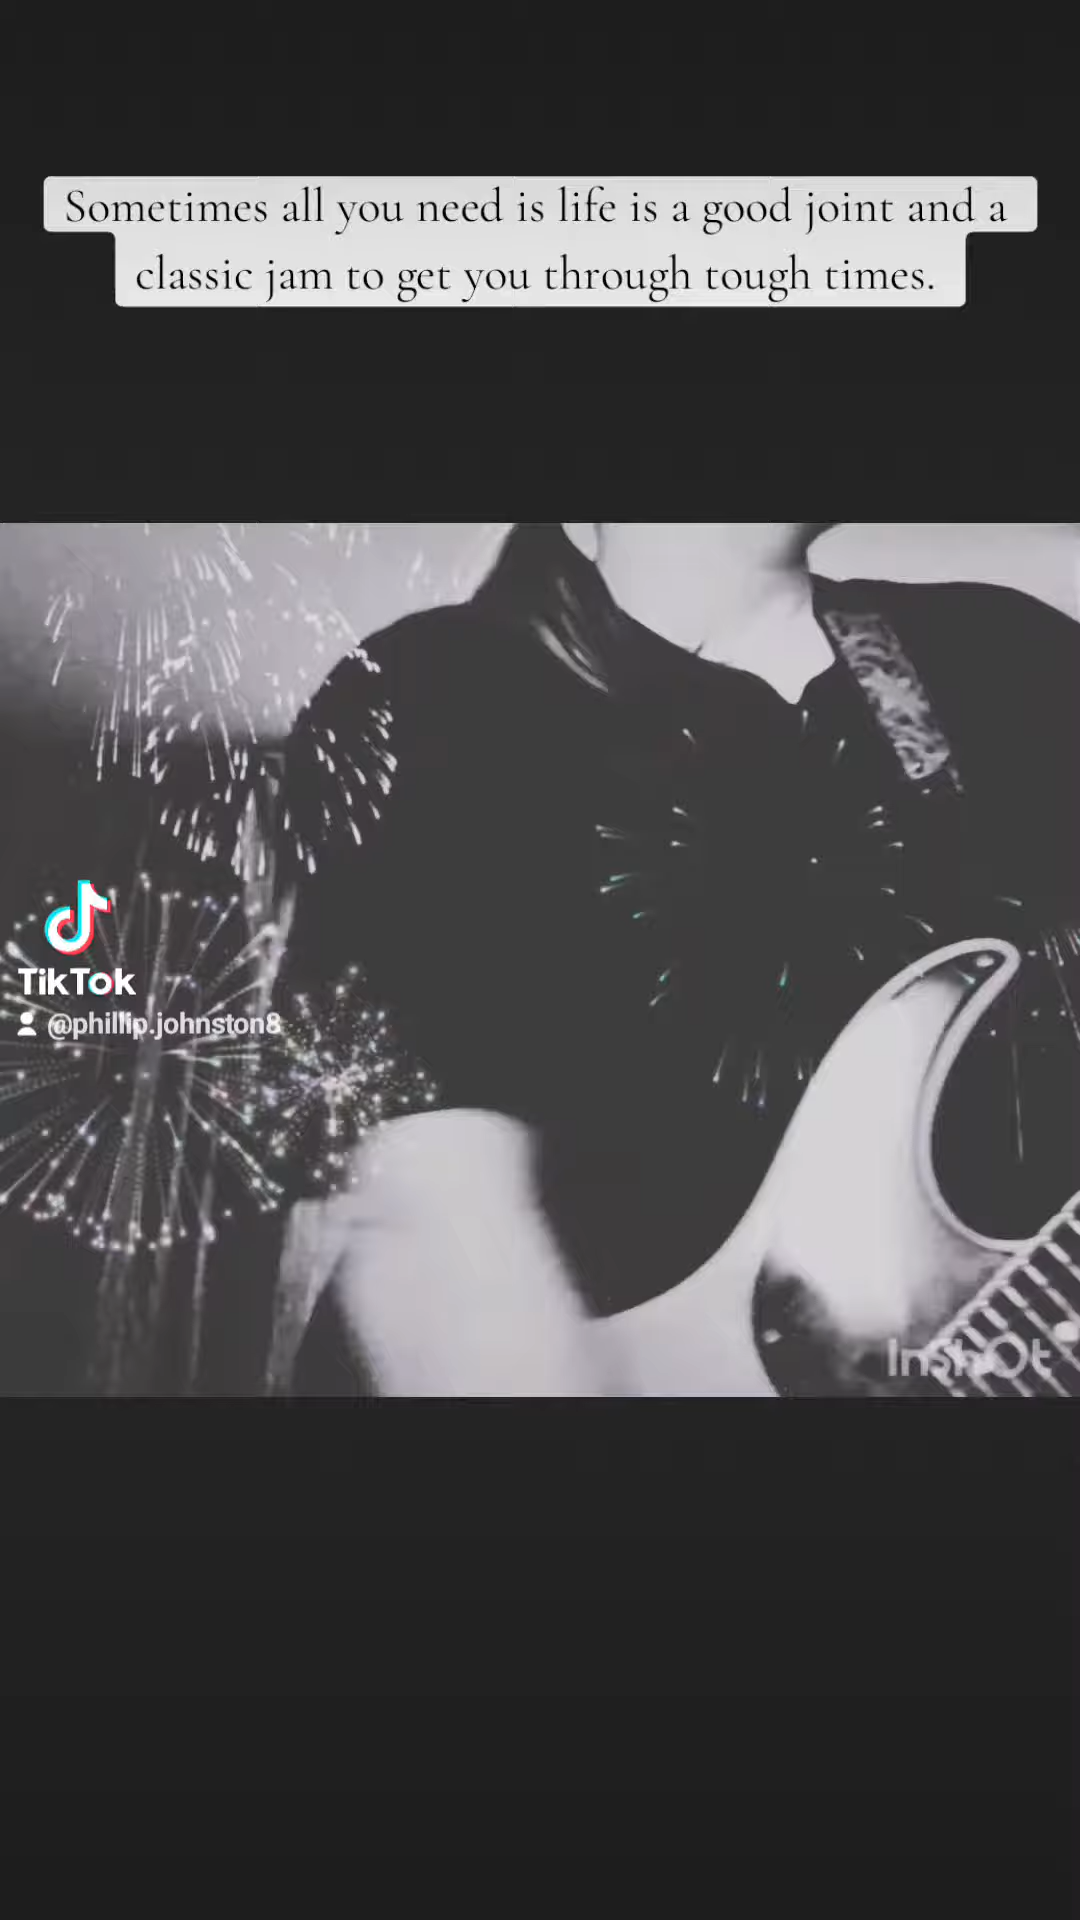 Sometimes all you need is life is a good joint and a
classic jam to get you through tough times.
TikTok
@phillip.johnston8
InShOt